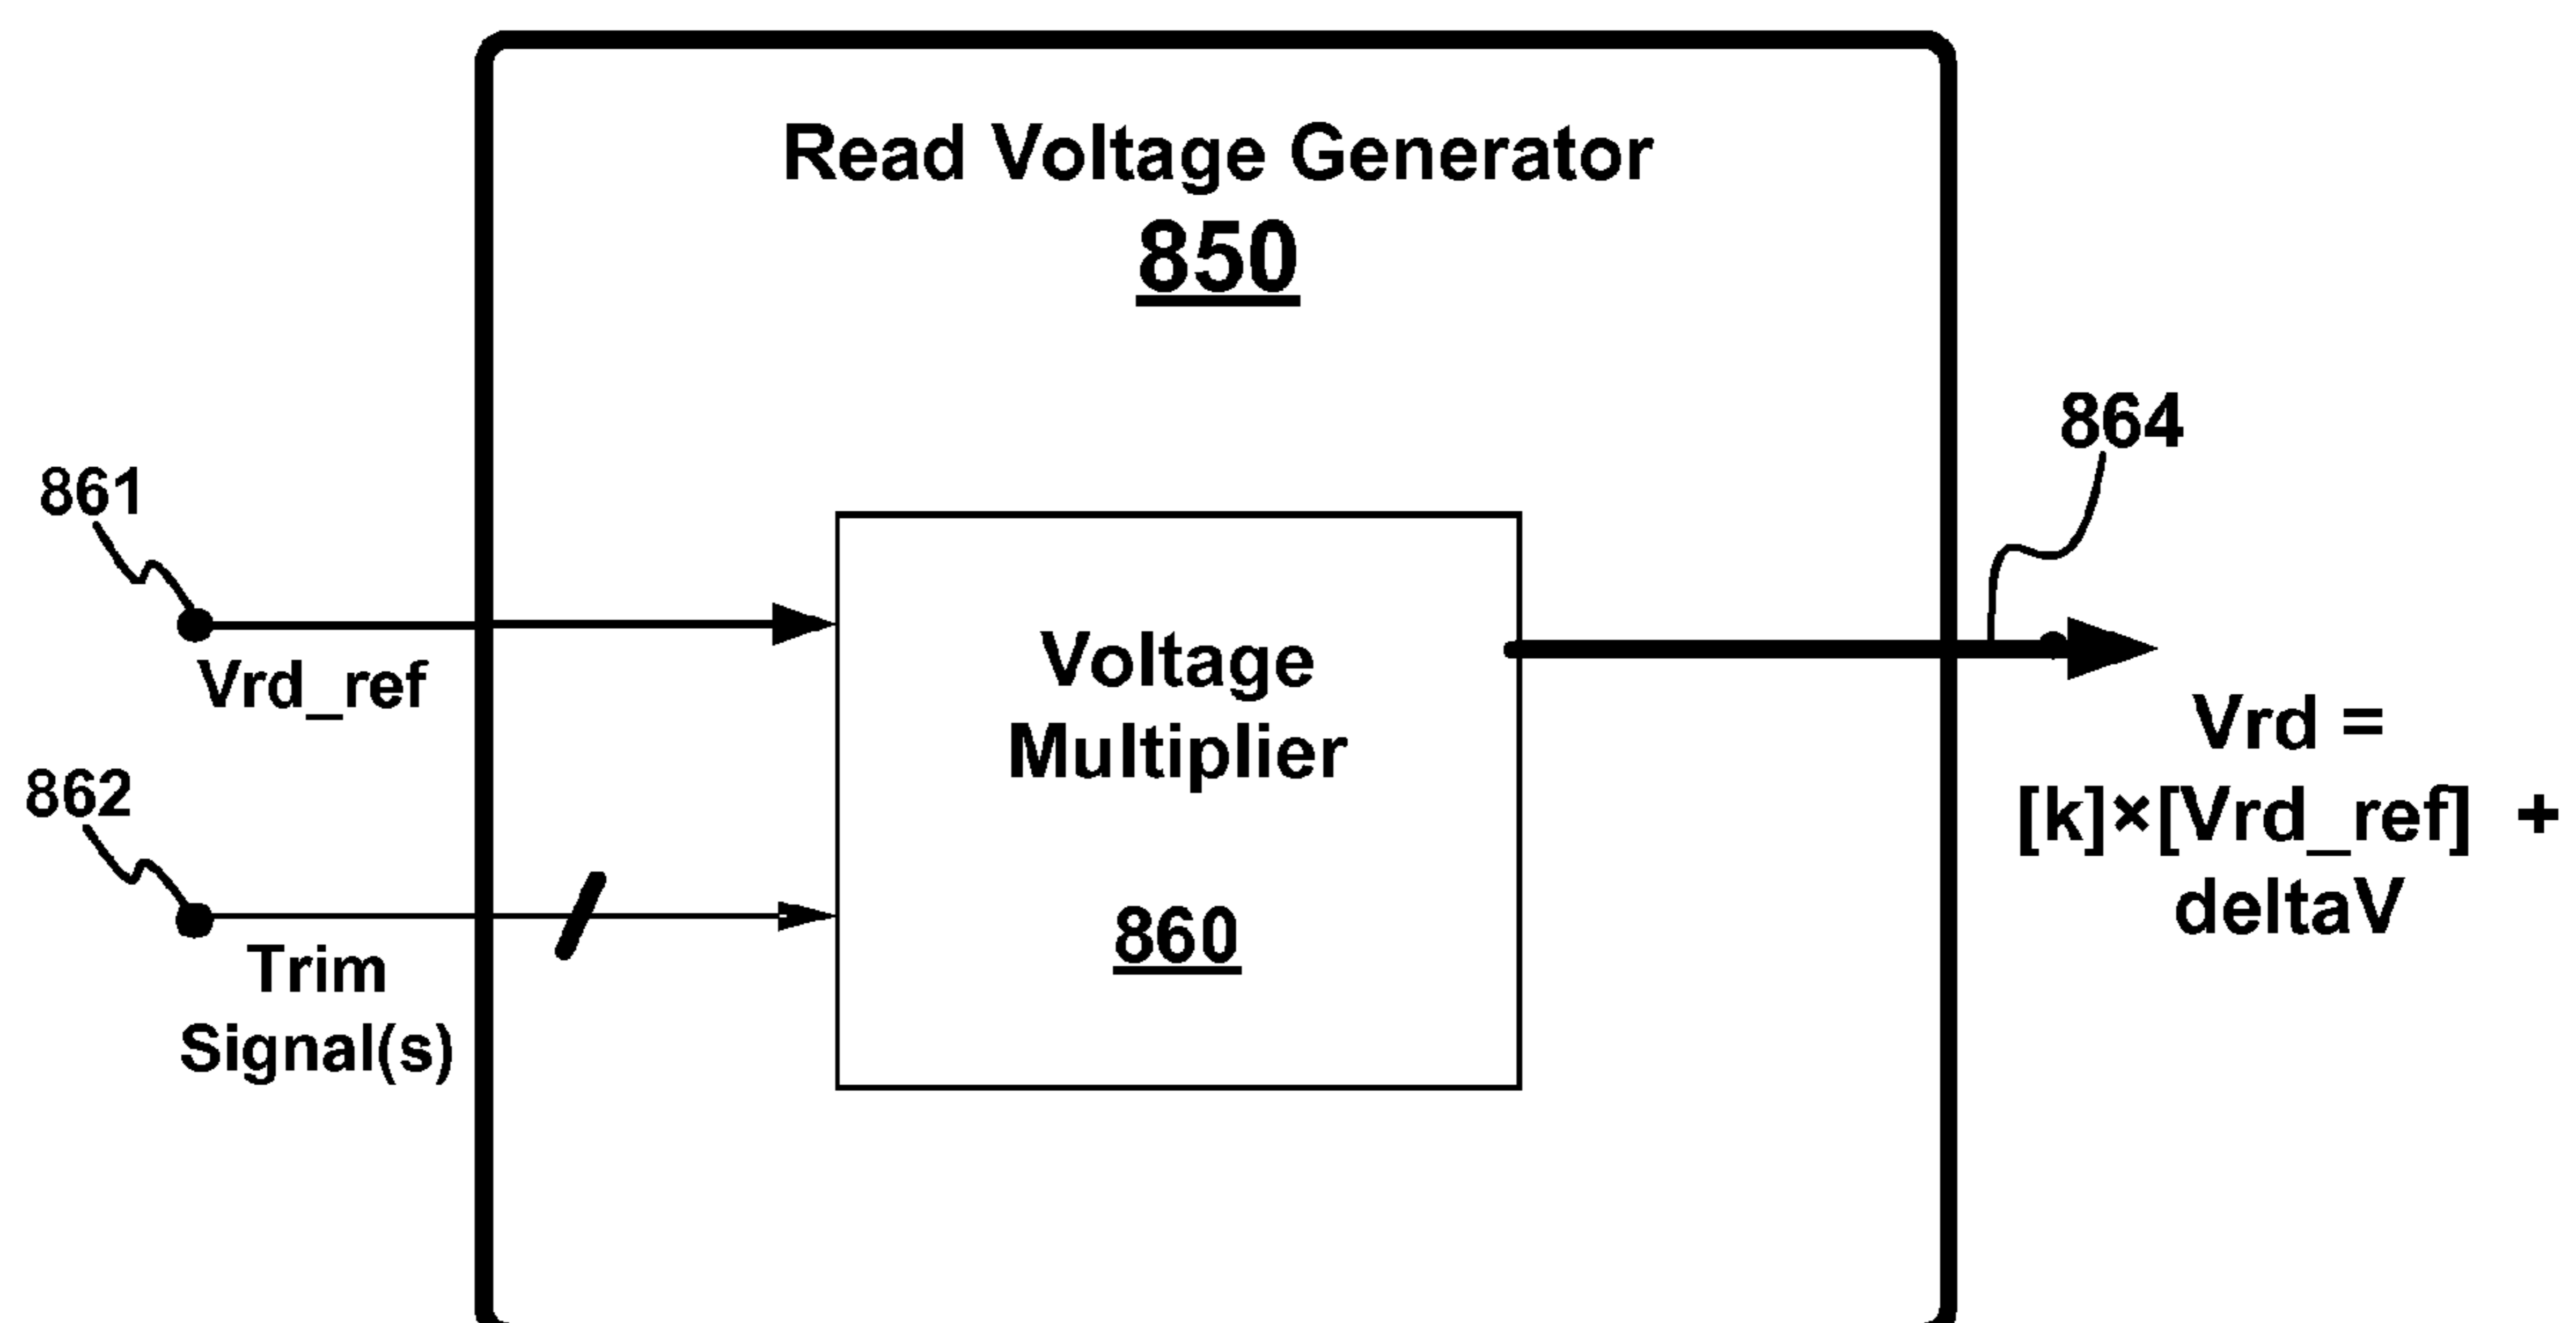 Read Voltage Generator
850
864
861
Vrd_ref
862
Trim
Signal(s)
Voltage
Multiplier
860
Vrd =
[k]×[Vrd_ref] +
deltaV